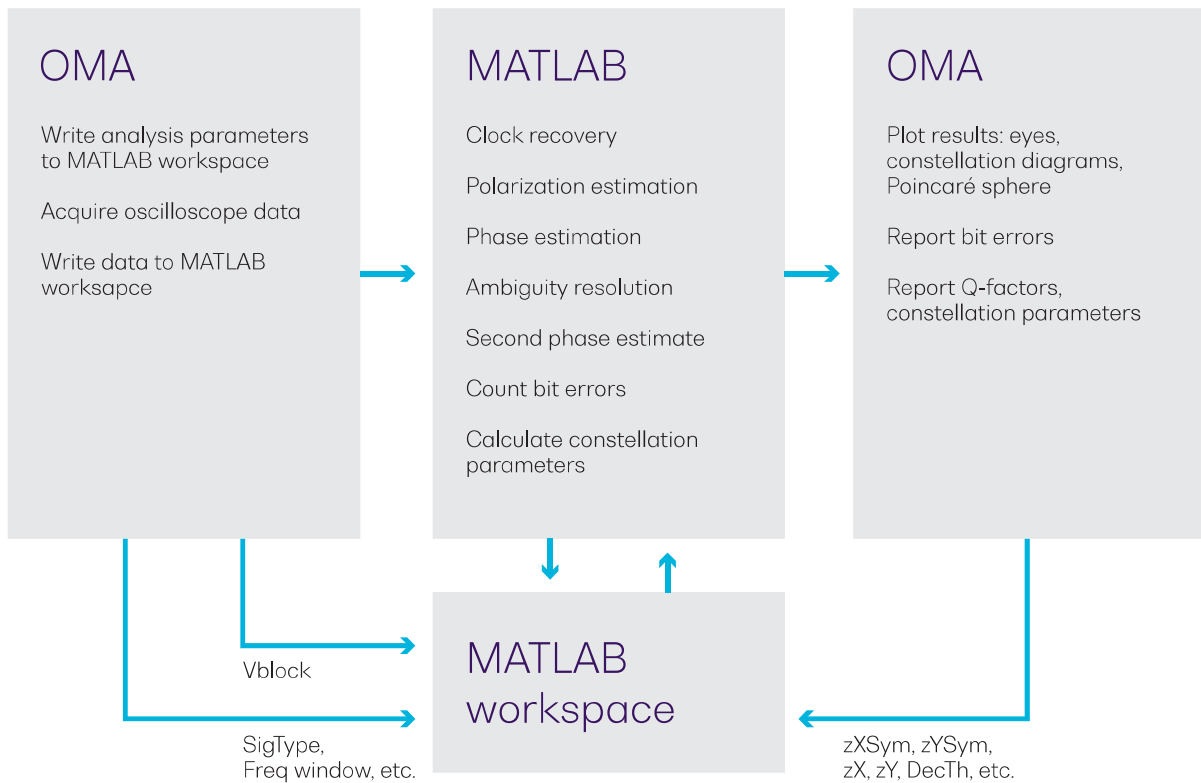 OMA
Write analysis parameters
to MATLAB workspace
Acquire oscilloscope data
Write data to MATLAB
worksapce
MATLAB
Clock recovery
Polarization estimation
Phase estimation
Ambiguity resolution
Second phase estimate
Count bit errors
Calculate constellation
parameters
OMA
Plot results: eyes,
constellation diagrams,
Poincaré sphere
Report bit errors
Report Q-factors,
constellation parameters
Vblock
SigType,
Freq window, etc.
MATLAB
workspace
zXSym, zYSym,
zX, zY, DecTh, etc.